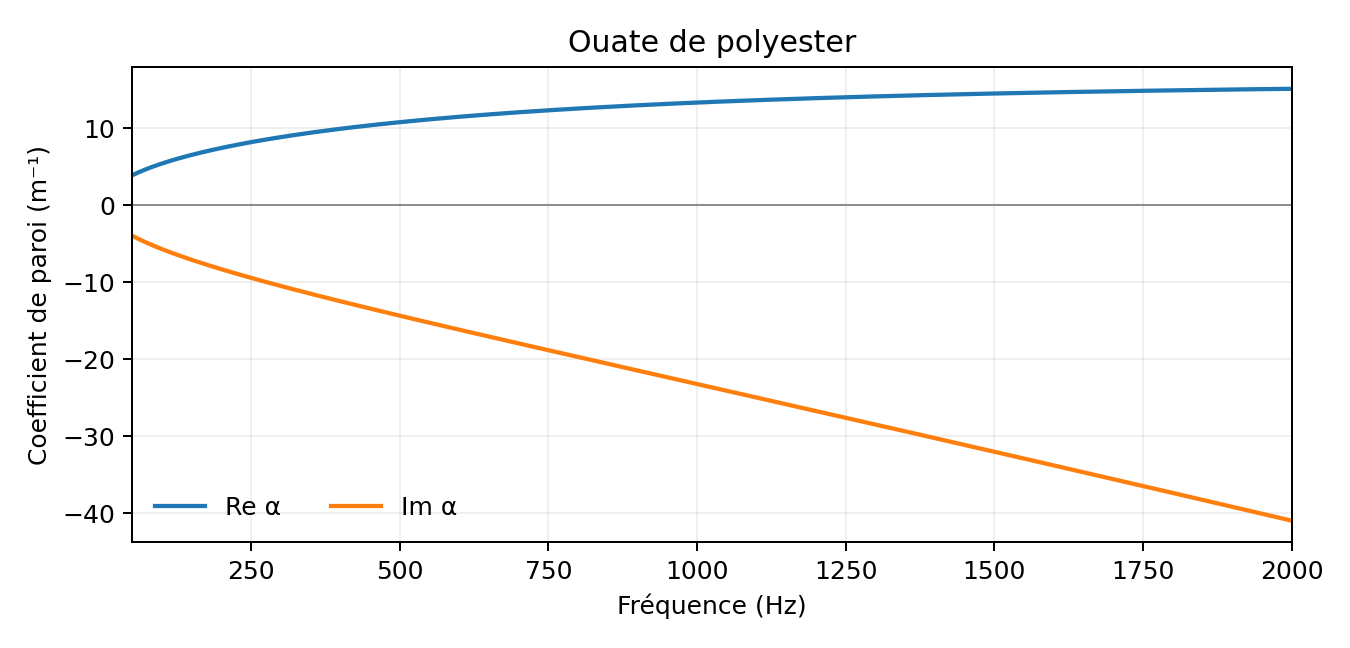 Ouate de polyester
Coefficient de paroi (m⁻¹)
10
0
−10
−20
−30
−40
Re α
Im α
250
500
750
1000
1250
1500
1750
2000
Fréquence (Hz)